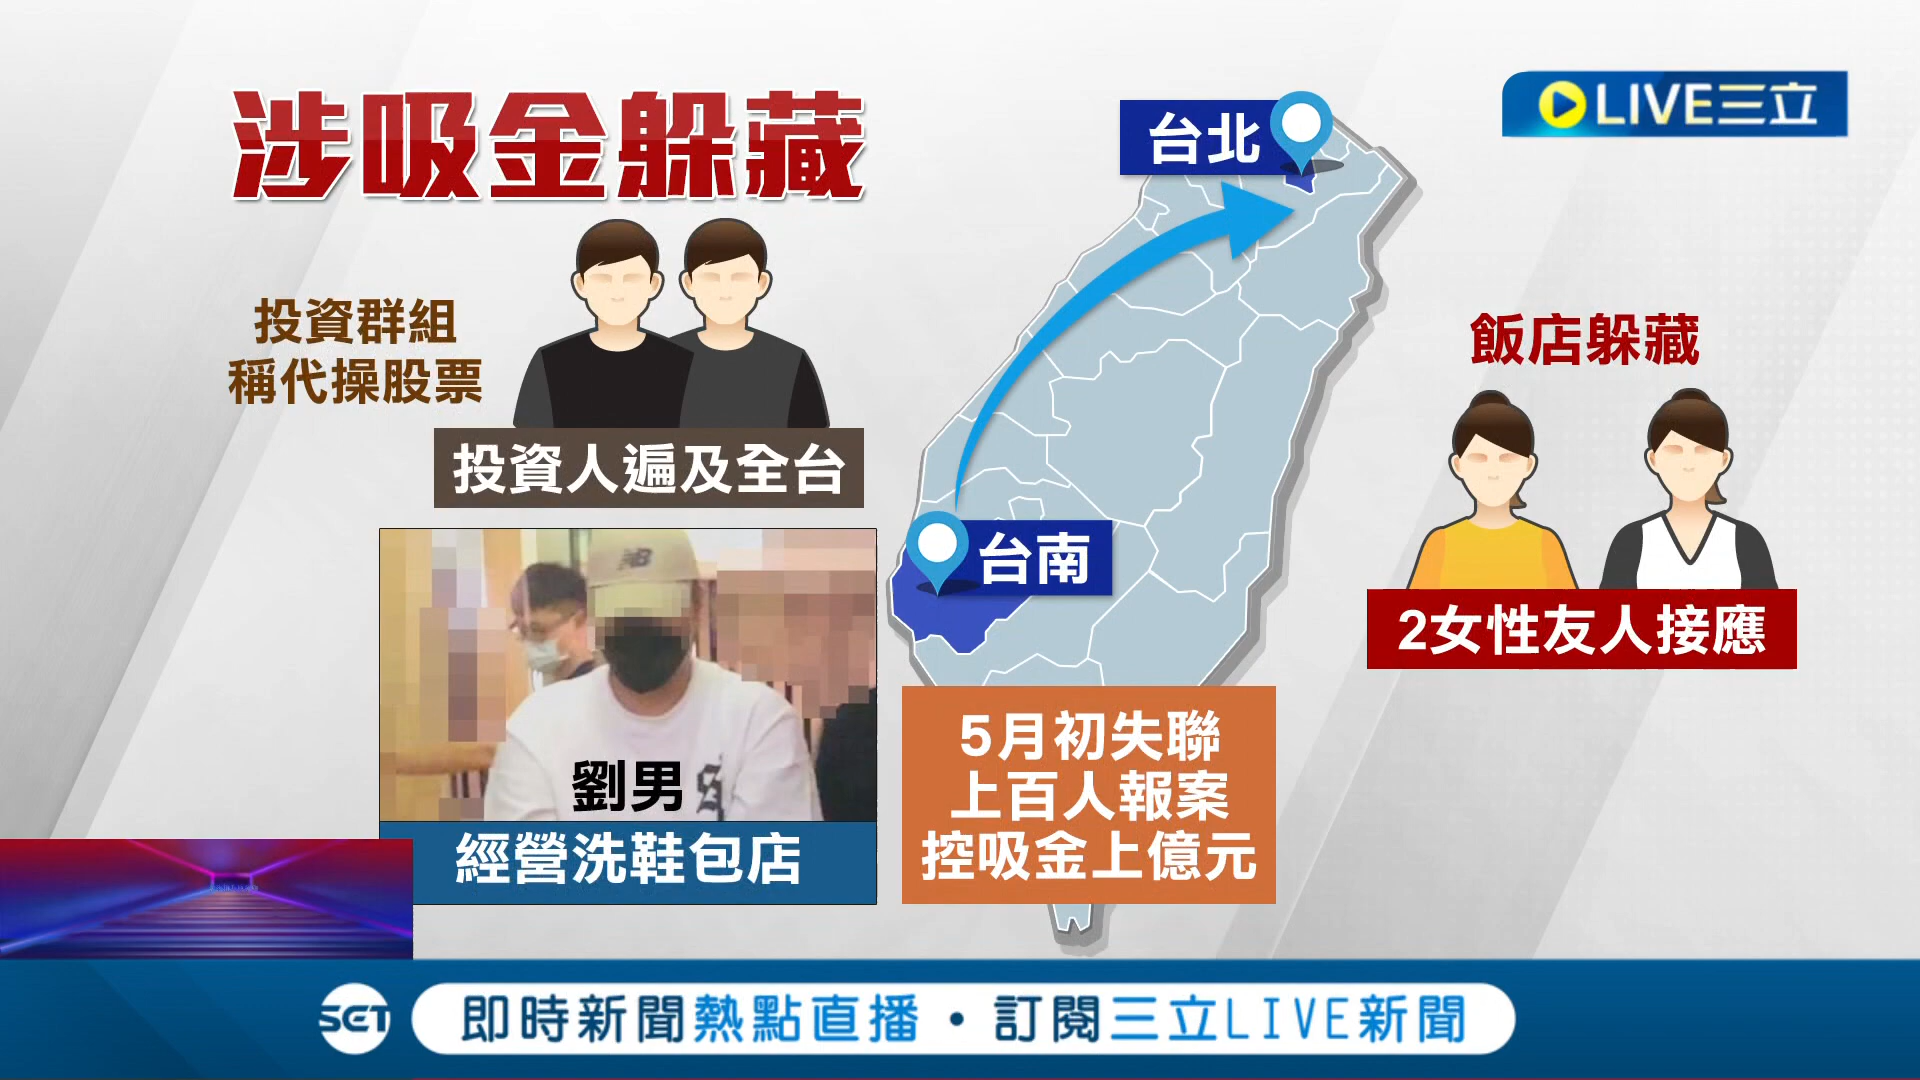 涉吸金躲藏
LIVE三立
台北
投資群組
稱代操股票
飯店躲藏
投資人遍及全台
台南
NB
2女性友人接應
劉男
經營洗鞋包店
5月初失聯
上百人報案
控吸金上億元
SET
即時新聞熱點直播・訂閱三立LIVE新聞